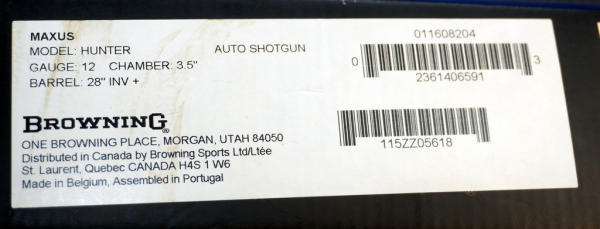 MAXUS
MODEL: HUNTER AUTO SHOTGUN
GAUGE: 12 CHAMBER: 3.5"
BARREL: 28" INV +
011608204
0 2361406591 3
BROWNING®
ONE BROWNING PLACE, MORGAN, UTAH 84050
Distributed in Canada by Browning Sports Ltd/Ltée
St. Laurent, Quebec CANADA H4S 1 W6
Made in Belgium, Assembled in Portugal
115ZZ05618